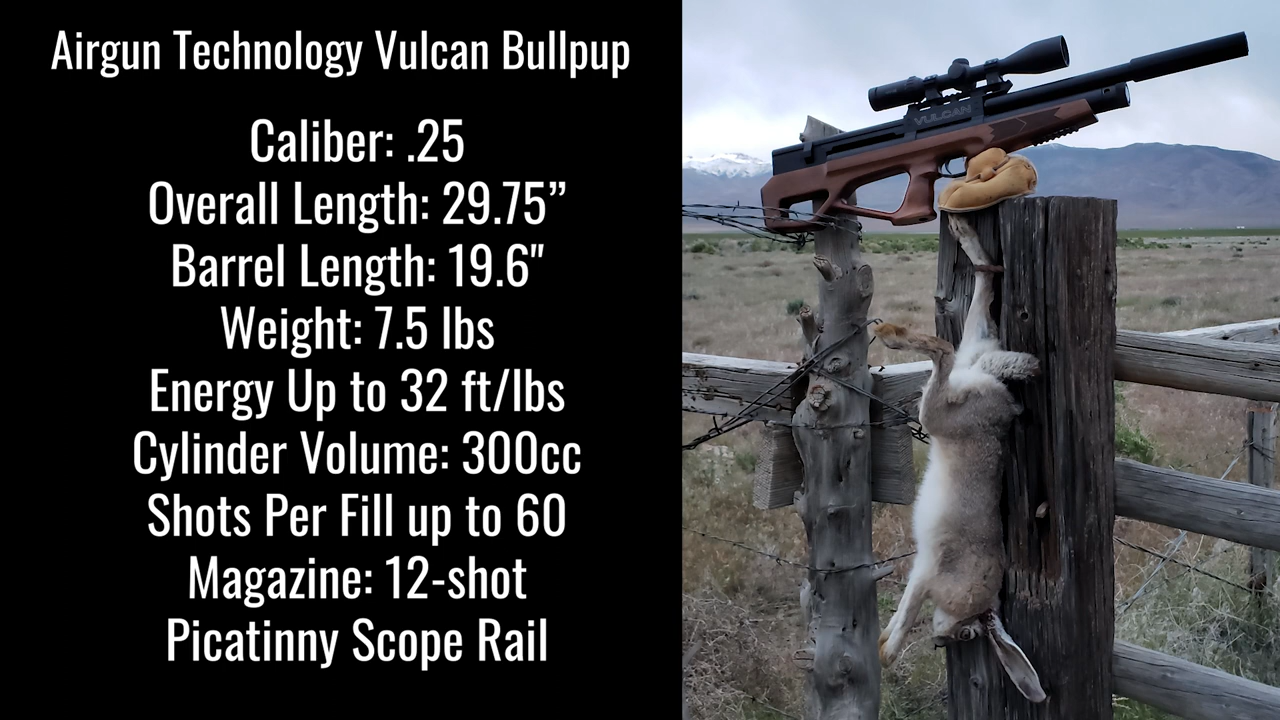 Airgun Technology Vulcan Bullpup
Caliber: .25
Overall Length: 29.75”
Barrel Length: 19.6"
Weight: 7.5 lbs
Energy Up to 32 ft/lbs
Cylinder Volume: 300cc
Shots Per Fill up to 60
Magazine: 12-shot
Picatinny Scope Rail
VULCAN